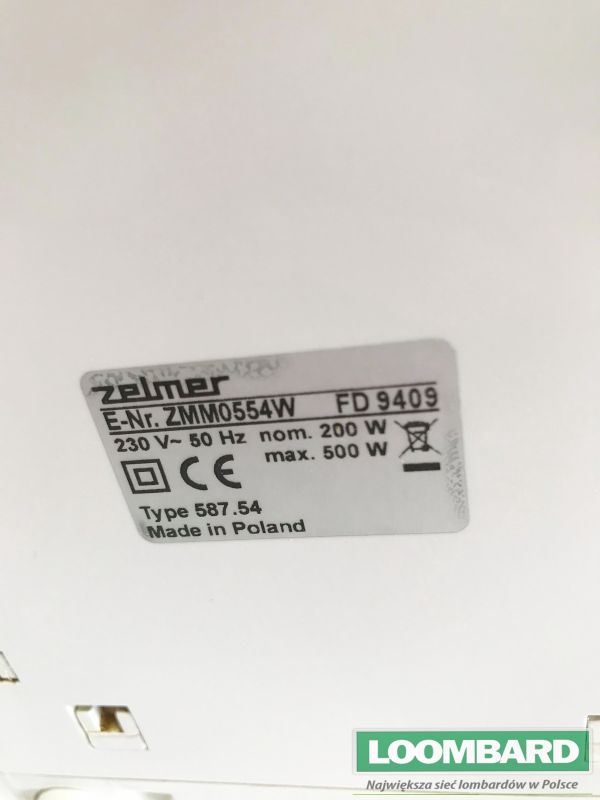 zelmer
E-Nr. ZMM0554W FD 9409
230 V~ 50 Hz nom. 200 W
max. 500 W
CE
Type 587.54
Made in Poland
LOOMBARD
Największa sieć lombardów w Polsce